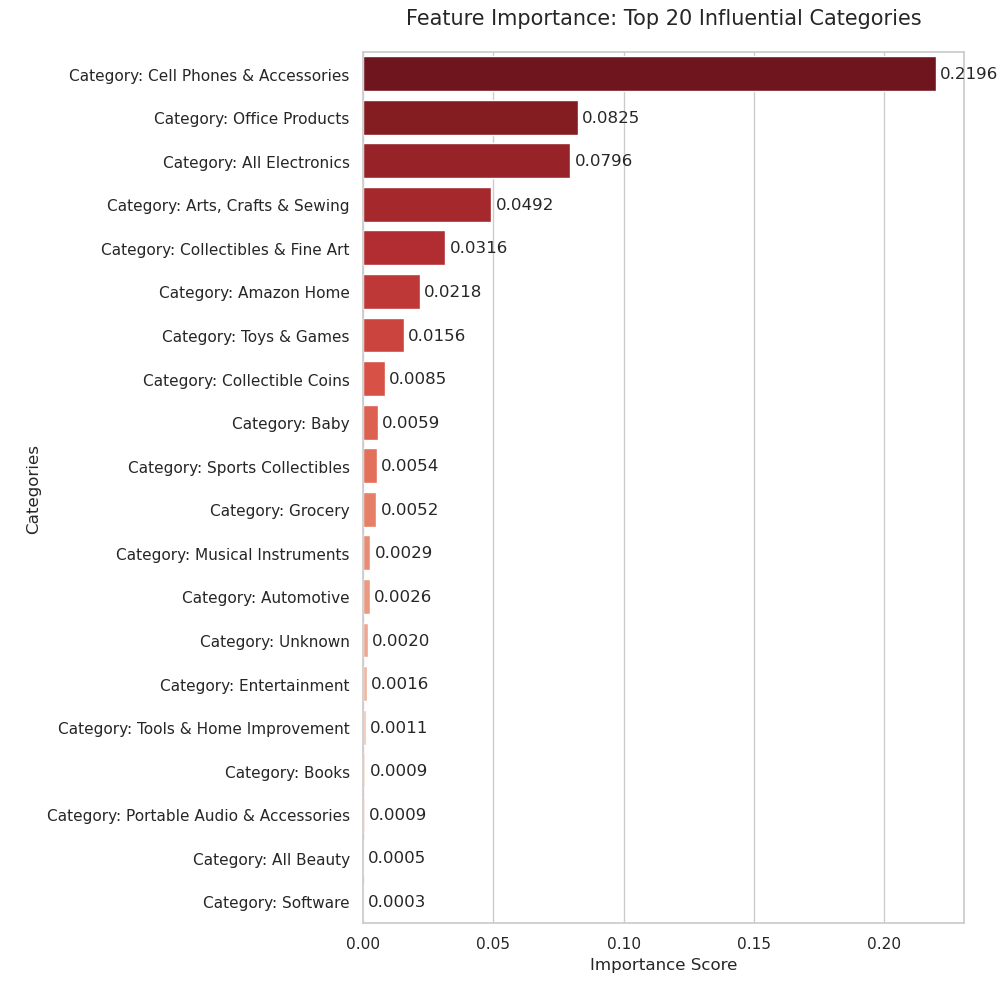 Feature Importance: Top 20 Influential Categories
Category: Cell Phones & Accessories 0.2196
Category: Office Products 0.0825
Category: All Electronics 0.0796
Category: Arts, Crafts & Sewing 0.0492
Category: Collectibles & Fine Art 0.0316
Category: Amazon Home 0.0218
Category: Toys & Games 0.0156
Category: Collectible Coins 0.0085
Category: Baby 0.0059
Category: Sports Collectibles 0.0054
Category: Grocery 0.0052
Category: Musical Instruments 0.0029
Category: Automotive 0.0026
Category: Unknown 0.0020
Category: Entertainment 0.0016
Category: Tools & Home Improvement 0.0011
Category: Books 0.0009
Category: Portable Audio & Accessories 0.0009
Category: All Beauty 0.0005
Category: Software 0.0003
Categories
0.00 0.05 0.10 0.15 0.20
Importance Score